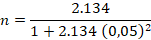 n = 2.134 / 1 + 2.134 (0,05)²